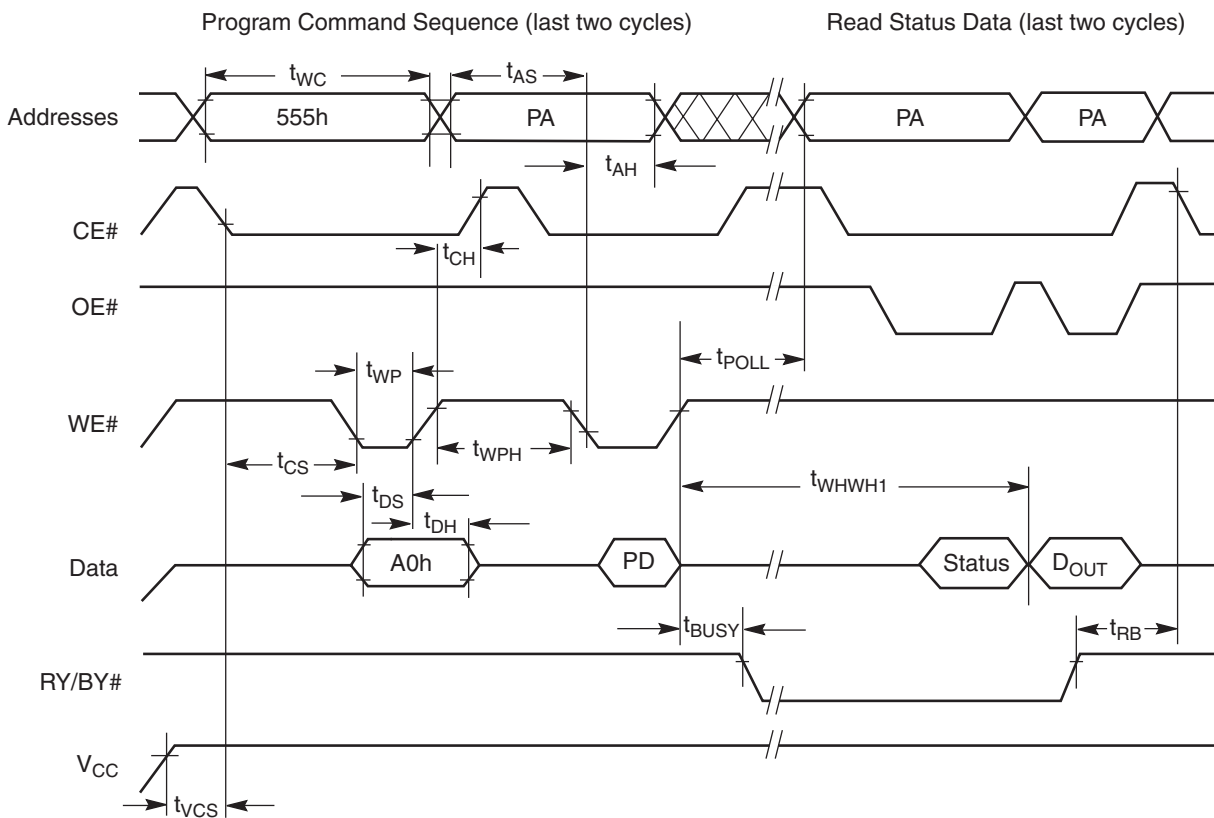 Program Command Sequence (last two cycles) Read Status Data (last two cycles)
tWC tAS
Addresses 555h PA PA PA
tAH
CE#
tCH
OE#
tWP tPOLL
WE#
tCS tWPH
tWHWH1
tDS
tDH
Data A0h PD Status DOUT
tBUSY tRB
RY/BY#
VCC
tVCS